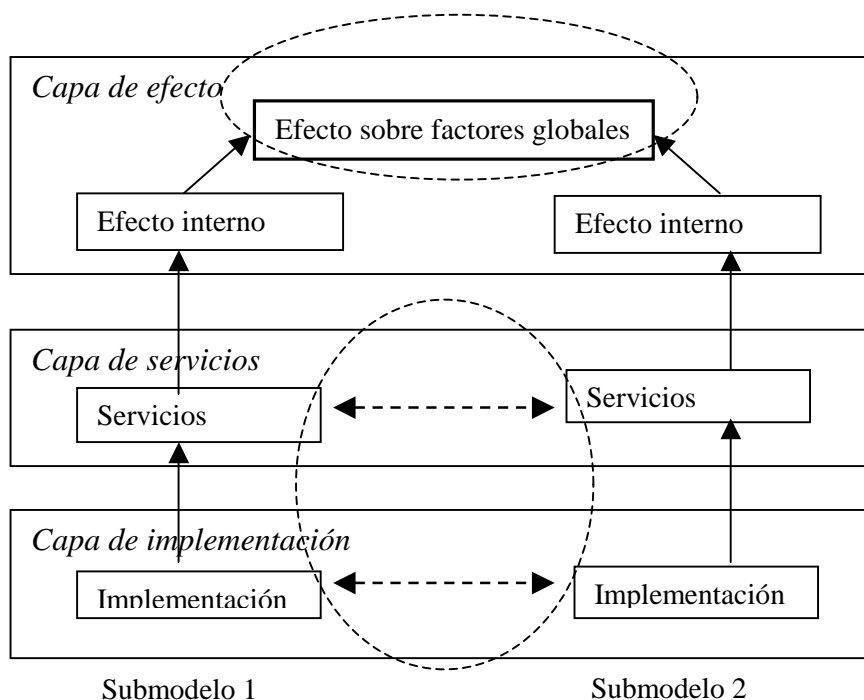 Capa de efecto
Efecto sobre factores globales
Efecto interno
Efecto interno
Capa de servicios
Servicios
Servicios
Capa de implementación
Implementación
Implementación
Submodelo 1
Submodelo 2